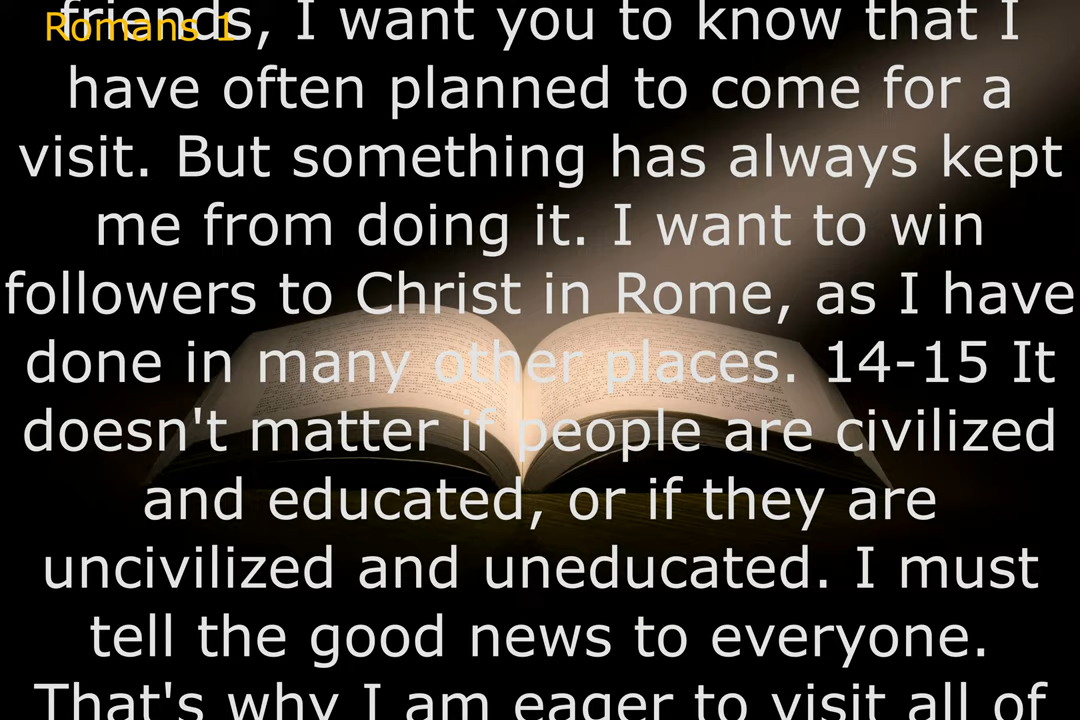 Romans 1
friends, I want you to know that I
have often planned to come for a
visit. But something has always kept
me from doing it. I want to win
followers to Christ in Rome, as I have
done in many other places. 14-15 It
doesn't matter if people are civilized
and educated, or if they are
uncivilized and uneducated. I must
tell the good news to everyone.
That's why I am eager to visit all of